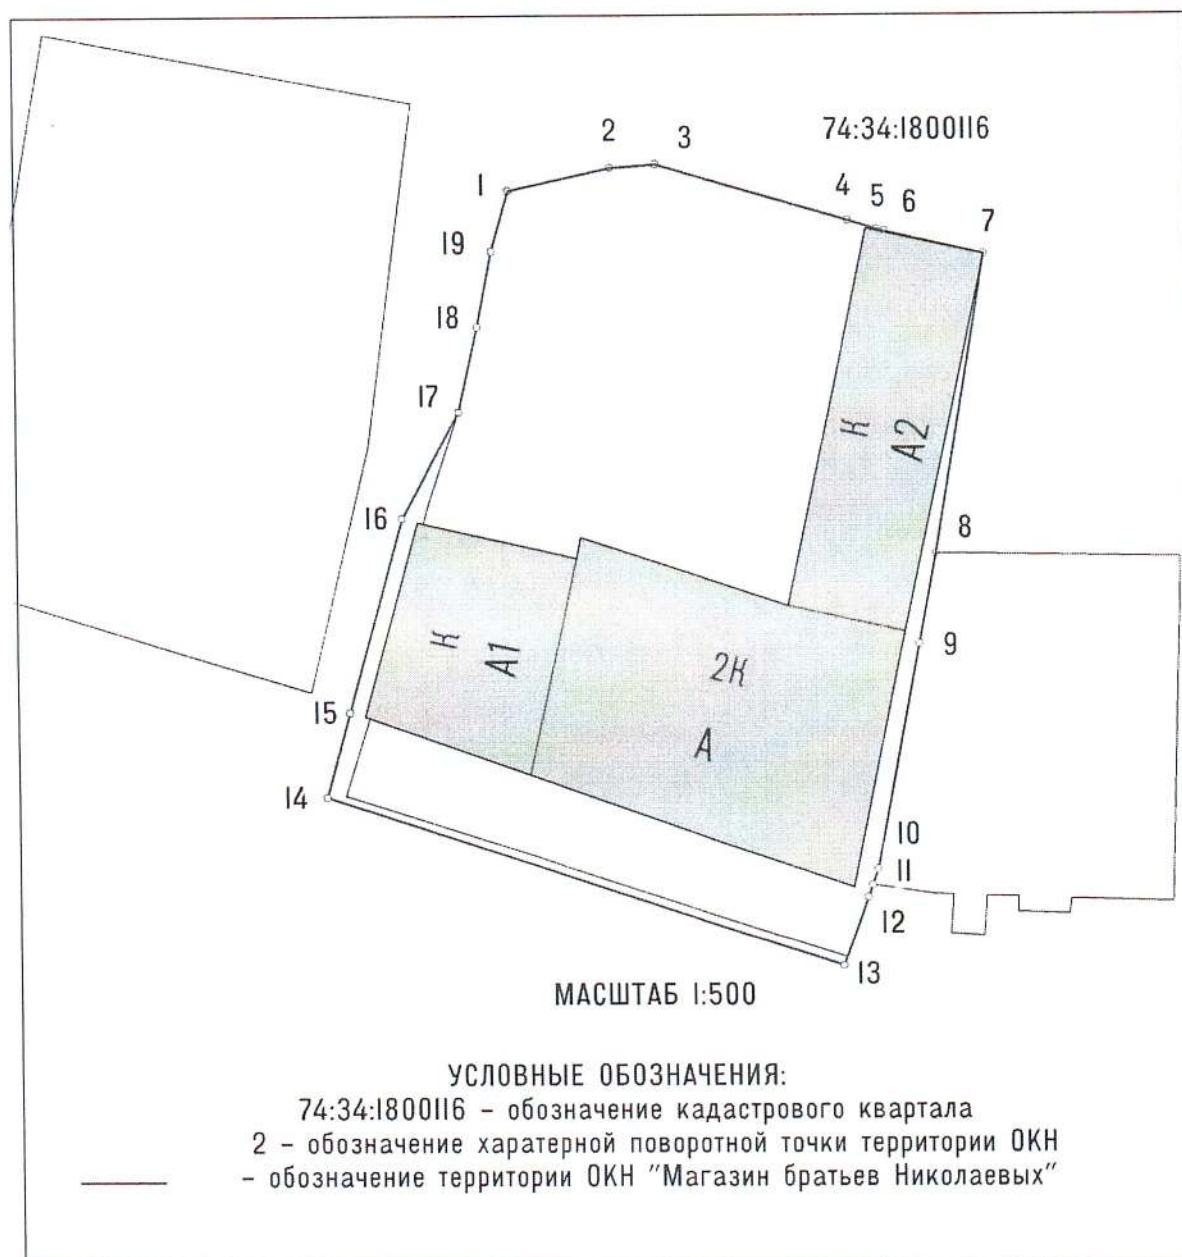 74:34:1800116
2
3
1
4
5
6
7
19
18
17
К
А2
16
8
К
А1
2К
9
А
15
14
10
11
12
13
МАСШТАБ 1:500
УСЛОВНЫЕ ОБОЗНАЧЕНИЯ:
74:34:1800116 - обозначение кадастрового квартала
2 - обозначение харатерной поворотной точки территории ОКН
- обозначение территории ОКН "Магазин братьев Николаевых"